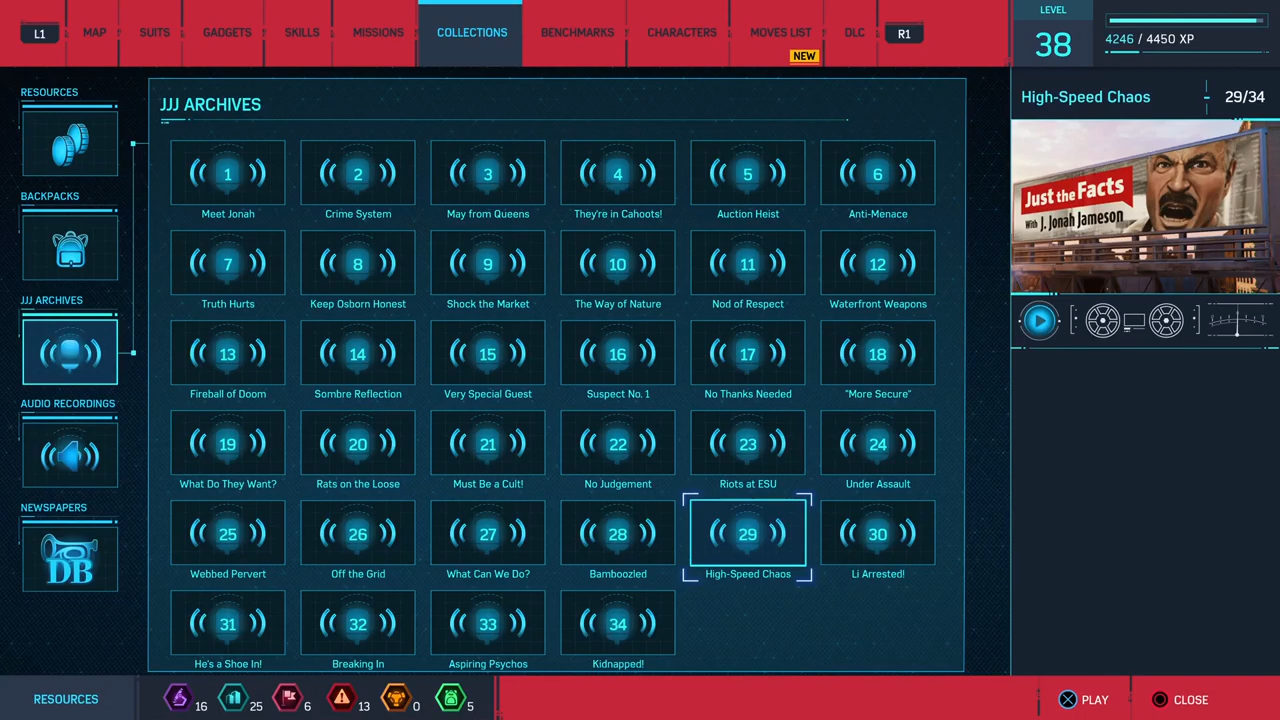 L1
MAP
SUITS
GADGETS
SKILLS
MISSIONS
COLLECTIONS
BENCHMARKS
CHARACTERS
MOVES LIST
NEW
DLC
R1
LEVEL
38
4246 / 4450 XP
RESOURCES
BACKPACKS
JJJ ARCHIVES
AUDIO RECORDINGS
NEWSPAPERS
DB
JJJ ARCHIVES
1
2
3
4
5
6
Meet Jonah
Crime System
May from Queens
They're in Cahoots!
Auction Heist
Anti-Menace
7
8
9
10
11
12
Truth Hurts
Keep Osborn Honest
Shock the Market
The Way of Nature
Nod of Respect
Waterfront Weapons
13
14
15
16
17
18
Fireball of Doom
Sombre Reflection
Very Special Guest
Suspect No. 1
No Thanks Needed
"More Secure"
19
20
21
22
23
24
What Do They Want?
Rats on the Loose
Must Be a Cult!
No Judgement
Riots at ESU
Under Assault
25
26
27
28
29
30
Webbed Pervert
Off the Grid
What Can We Do?
Bamboozled
High-Speed Chaos
Li Arrested!
31
32
33
34
He's a Shoe In!
Breaking In
Aspiring Psychos
Kidnapped!
High-Speed Chaos
29/34
Just the Facts
With J. Jonah Jameson
RESOURCES
16
25
6
13
0
5
PLAY
CLOSE